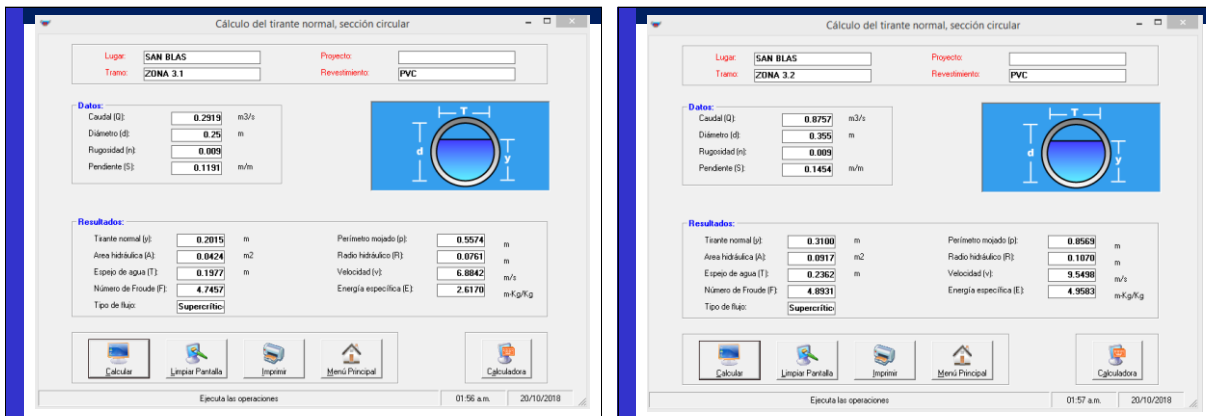 Cálculo del tirante normal, sección circular
Lugar: SAN BLAS Proyecto:
Tramo: ZONA 3.1 Revestimiento: PVC
Datos:
Caudal (Q): 0.2919 m3/s
Diámetro (d): 0.25 m
Rugosidad (n): 0.009
Pendiente (S): 0.1191 m/m
T
d
y
Resultados:
Tirante normal (y): 0.2015 m Perímetro mojado (p): 0.5574 m
Area hidráulica (A): 0.0424 m2 Radio hidráulico (R): 0.0761 m
Espejo de agua (T): 0.1977 m Velocidad (v): 6.8842 m/s
Número de Froude (F): 4.7457 Energía específica (E): 2.6170 m-Kg/Kg
Tipo de flujo: Supercrític
Calcular Limpiar Pantalla Imprimir Menú Principal Calculadora
Ejecuta las operaciones 01:56 a.m. 20/10/2018
Cálculo del tirante normal, sección circular
Lugar: SAN BLAS Proyecto:
Tramo: ZONA 3.2 Revestimiento: PVC
Datos:
Caudal (Q): 0.8757 m3/s
Diámetro (d): 0.355 m
Rugosidad (n): 0.009
Pendiente (S): 0.1454 m/m
T
d
y
Resultados:
Tirante normal (y): 0.3100 m Perímetro mojado (p): 0.8569 m
Area hidráulica (A): 0.0917 m2 Radio hidráulico (R): 0.1070 m
Espejo de agua (T): 0.2362 m Velocidad (v): 9.5498 m/s
Número de Froude (F): 4.8931 Energía específica (E): 4.9583 m-Kg/Kg
Tipo de flujo: Supercrític
Calcular Limpiar Pantalla Imprimir Menú Principal Calculadora
Ejecuta las operaciones 01:57 a.m. 20/10/2018